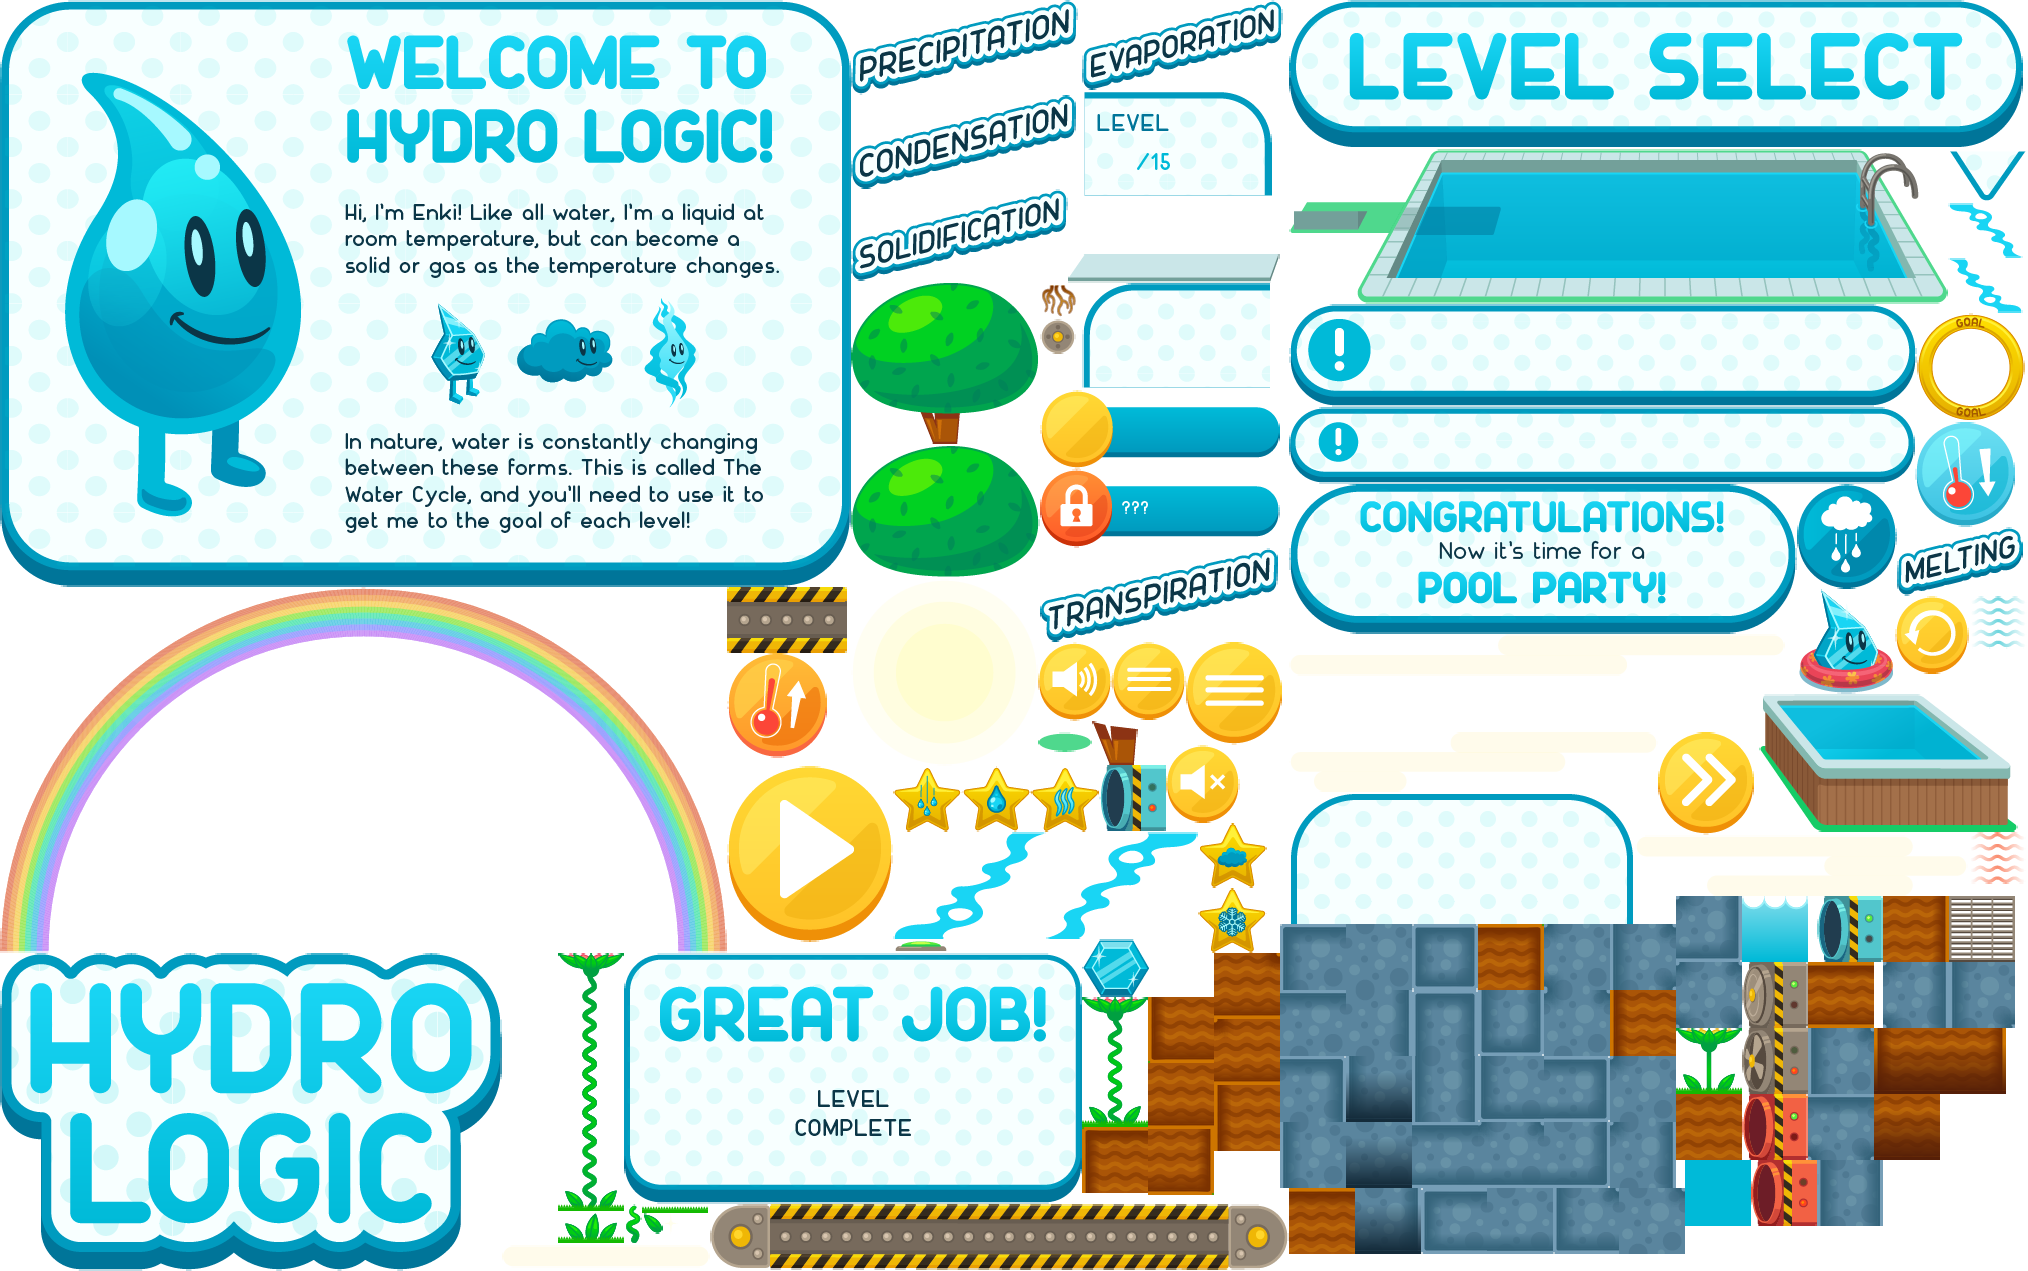 WELCOME TO
HYDRO LOGIC!
Hi, I'm Enki! Like all water, I'm a liquid at
room temperature, but can become a
solid or gas as the temperature changes.
In nature, water is constantly changing
between these forms. This is called The
Water Cycle, and you'll need to use it to
get me to the goal of each level!
PRECIPITATION
EVAPORATION
CONDENSATION
LEVEL
/15
SOLIDIFICATION
LEVEL SELECT
GOAL
GOAL
???
CONGRATULATIONS!
Now it's time for a
POOL PARTY!
MELTING
TRANSPIRATION
HYDRO
LOGIC
GREAT JOB!
LEVEL
COMPLETE